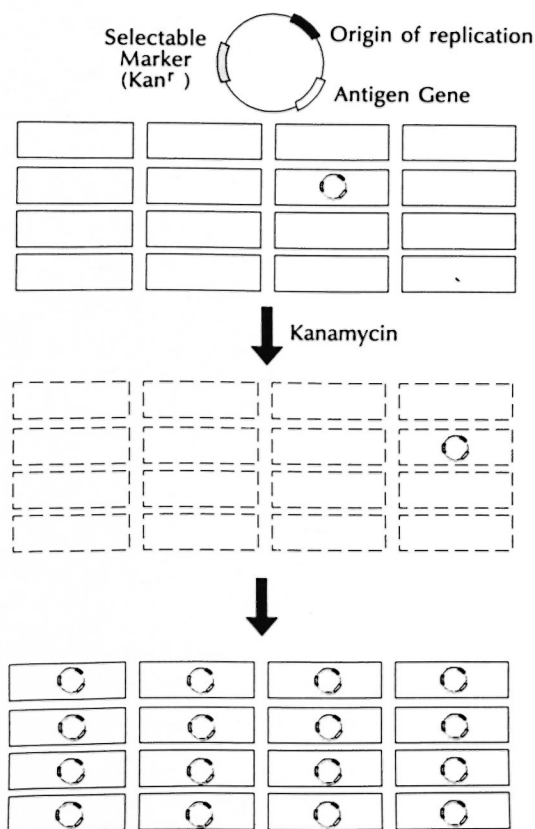 Selectable
Marker
(Kanʳ )
Origin of replication
Antigen Gene
Kanamycin